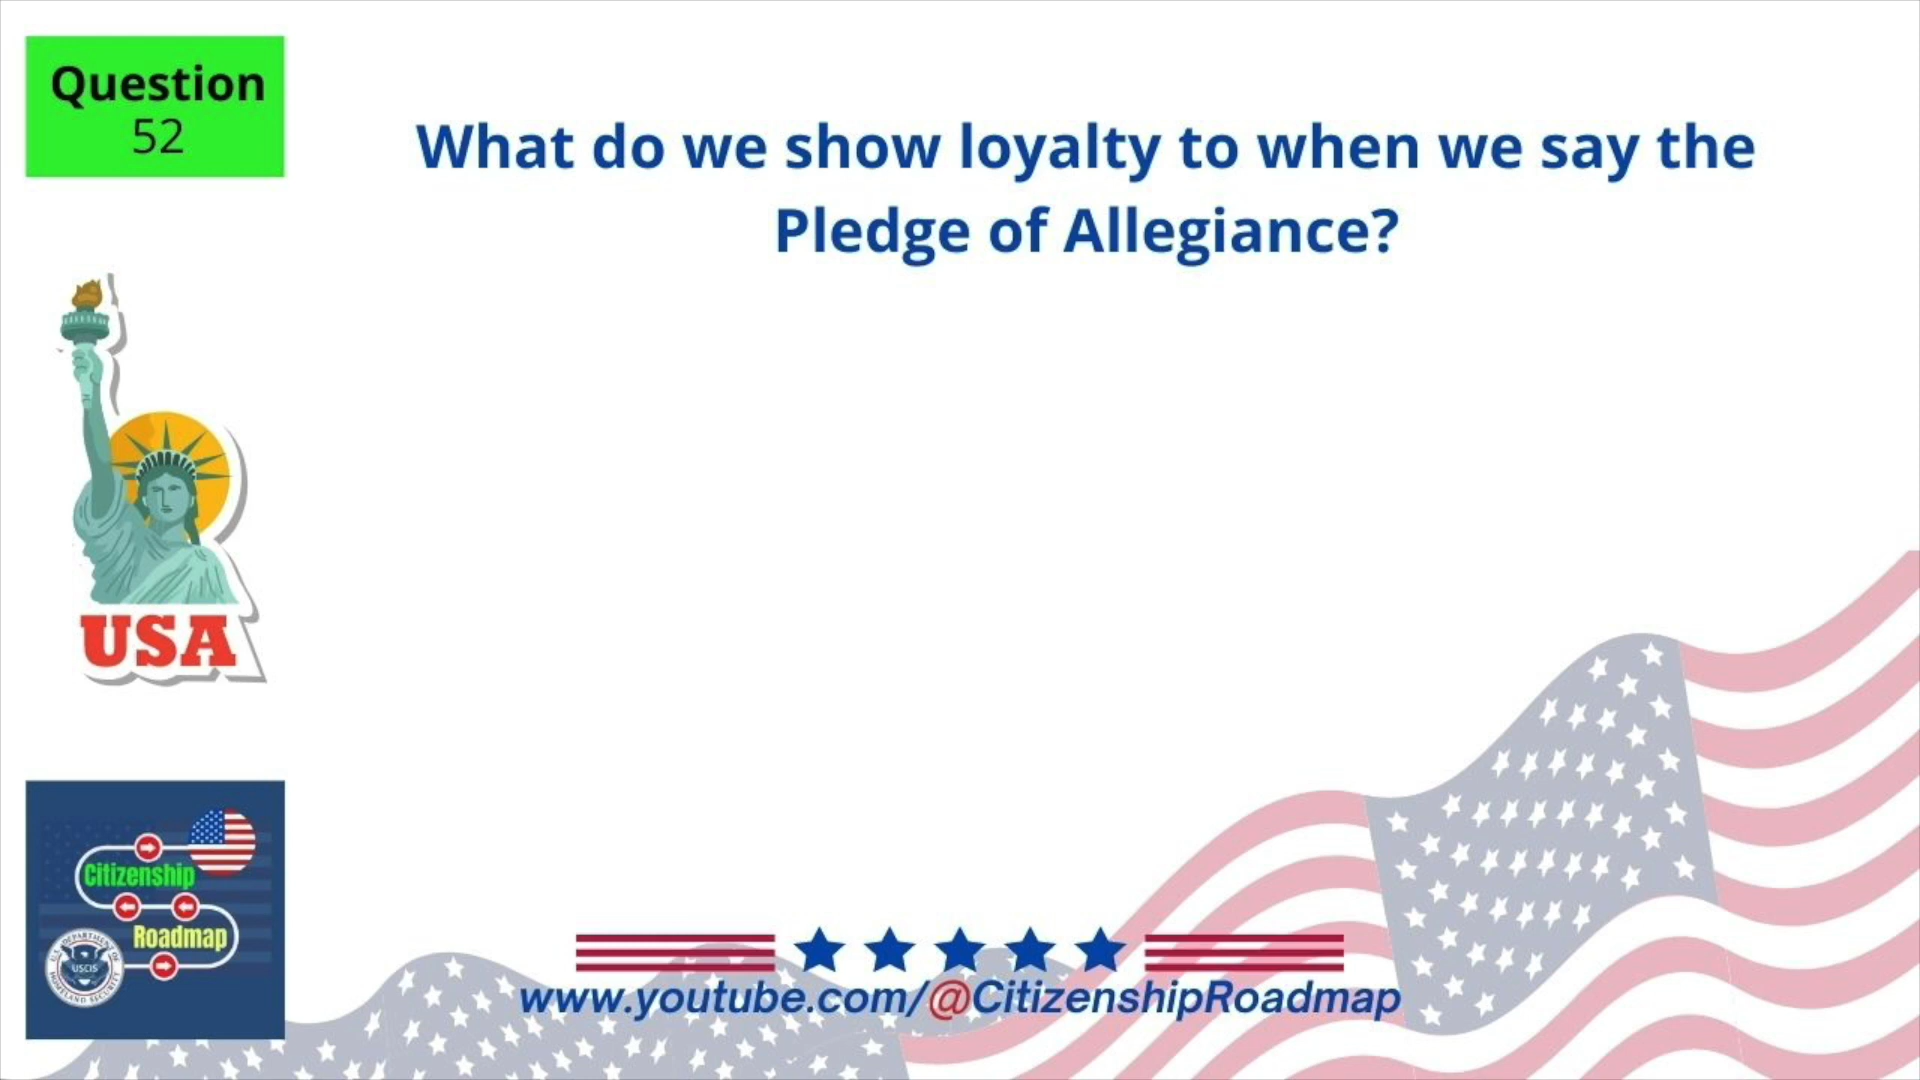 Question
52
What do we show loyalty to when we say the
Pledge of Allegiance?
USA
Citizenship
Roadmap
USCIS
www.youtube.com/@CitizenshipRoadmap